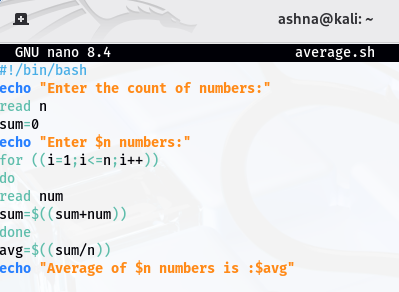 ashna@kali: ~
GNU nano 8.4 average.sh
#!/bin/bash
echo "Enter the count of numbers:"
read n
sum=0
echo "Enter $n numbers:"
for ((i=1;i<=n;i++))
do
read num
sum=$((sum+num))
done
avg=$((sum/n))
echo "Average of $n numbers is :$avg"